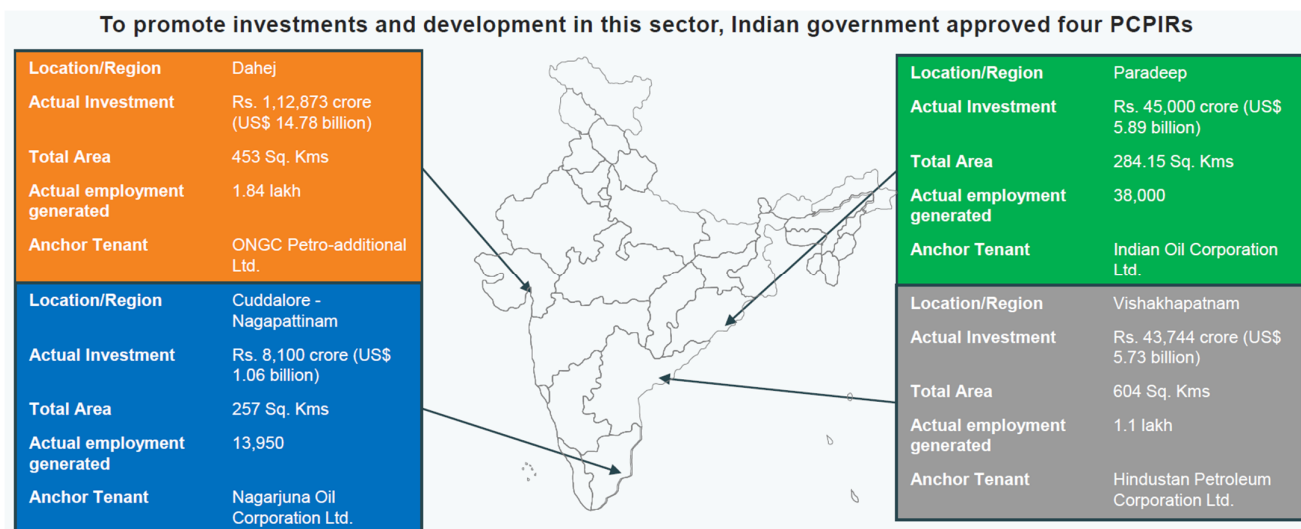 To promote investments and development in this sector, Indian government approved four PCPIRs
Location/Region Dahej
Actual Investment Rs. 1,12,873 crore
(US$ 14.78 billion)
Total Area 453 Sq. Kms
Actual employment 1.84 lakh
generated
Anchor Tenant ONGC Petro-additional
Ltd.
Location/Region Cuddalore -
Nagapattinam
Actual Investment Rs. 8,100 crore (US$
1.06 billion)
Total Area 257 Sq. Kms
Actual employment 13,950
generated
Anchor Tenant Nagarjuna Oil
Corporation Ltd.
Location/Region Paradeep
Actual Investment Rs. 45,000 crore (US$
5.89 billion)
Total Area 284.15 Sq. Kms
Actual employment 38,000
generated
Anchor Tenant Indian Oil Corporation
Ltd.
Location/Region Vishakhapatnam
Actual Investment Rs. 43,744 crore (US$
5.73 billion)
Total Area 604 Sq. Kms
Actual employment 1.1 lakh
generated
Anchor Tenant Hindustan Petroleum
Corporation Ltd.